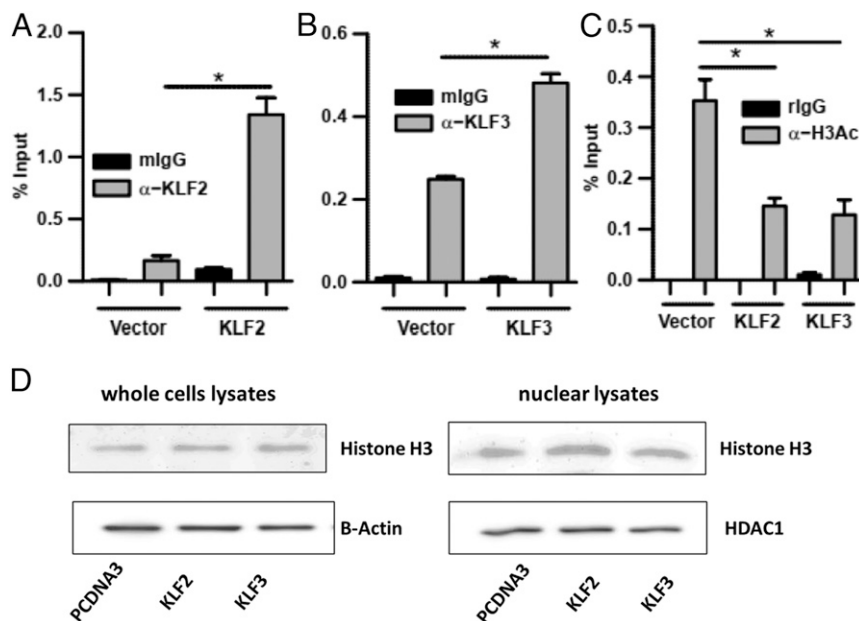 A
2.0
1.5
1.0
0.5
0.0
% Input
*
mIgG
α-KLF2
Vector
KLF2
B
0.6
0.4
0.2
0.0
% Input
*
mIgG
α-KLF3
Vector
KLF3
C
0.5
0.4
0.3
0.2
0.1
0.0
% Input
*
*
rIgG
α-H3Ac
Vector
KLF2
KLF3
D
whole cells lysates
Histone H3
B-Actin
PCDNA3
KLF2
KLF3
nuclear lysates
Histone H3
HDAC1
PCDNA3
KLF2
KLF3